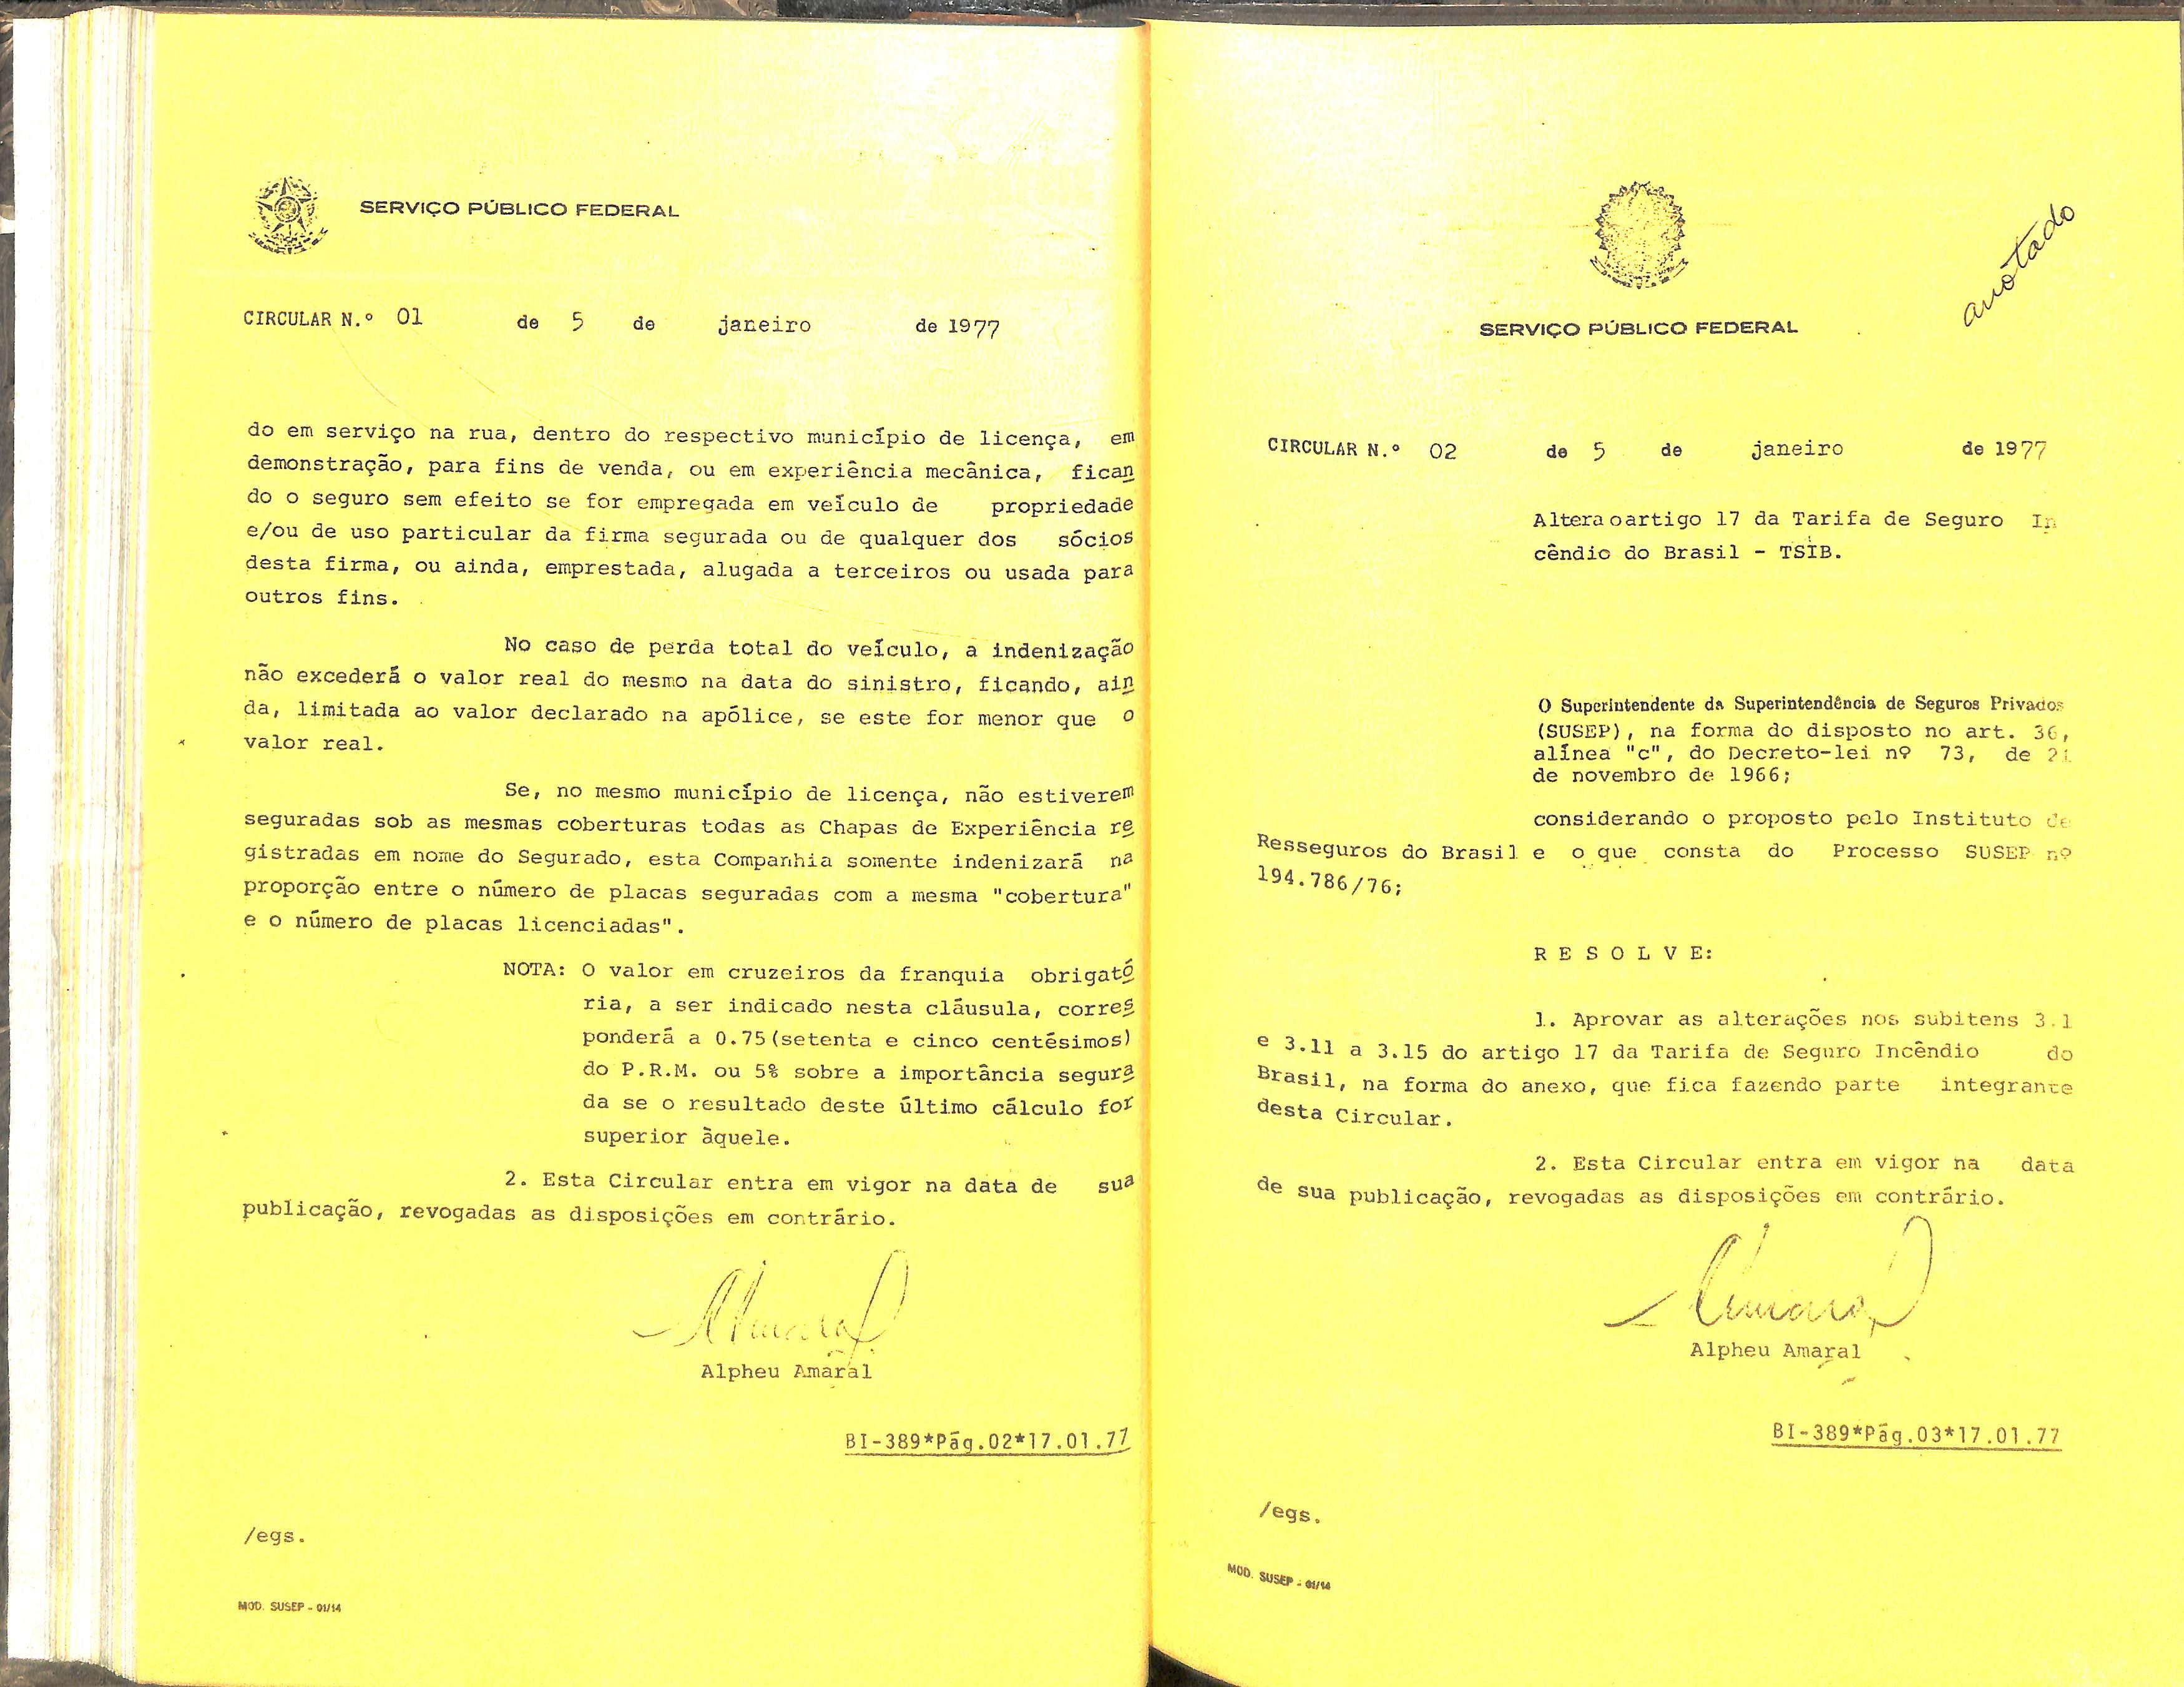 SERVIÇO PÚBLICO FEDERAL
CIRCULAR N.º 01 de 5 de janeiro de 1977
do em serviço na rua, dentro do respectivo município de licença, em
demonstração, para fins de venda, ou em experiência mecânica, fican
do o seguro sem efeito se for empregada em veículo de propriedade
e/ou de uso particular da firma segurada ou de qualquer dos sócios
desta firma, ou ainda, emprestada, alugada a terceiros ou usada para
outros fins.
No caso de perda total do veículo, a indenização
não excederá o valor real do mesmo na data do sinistro, ficando, ain
da, limitada ao valor declarado na apólice, se este for menor que o
valor real.
Se, no mesmo município de licença, não estiverem
seguradas sob as mesmas coberturas todas as Chapas de Experiência re
gistradas em nome do Segurado, esta Companhia somente indenizará na
proporção entre o número de placas seguradas com a mesma "cobertura"
e o número de placas licenciadas".
NOTA: O valor em cruzeiros da franquia obrigató
ria, a ser indicado nesta cláusula, corres
ponderá a 0.75(setenta e cinco centésimos)
do P.R.M. ou 5% sobre a importância segura
da se o resultado deste último cálculo for
superior àquele.
2. Esta Circular entra em vigor na data de sua
publicação, revogadas as disposições em contrário.
Alpheu Amaral
BI-389*Pág.02*17.01.77
/egs.
MOD. SUSEP - 01/14
anotado
SERVIÇO PÚBLICO FEDERAL
CIRCULAR N.º 02 de 5 de janeiro de 1977
Altera o artigo 17 da Tarifa de Seguro In
cêndio do Brasil - TSIB.
O Superintendente da Superintendência de Seguros Privados
(SUSEP), na forma do disposto no art. 36,
alínea "c", do Decreto-lei nº 73, de 21
de novembro de 1966;
considerando o proposto pelo Instituto de
Resseguros do Brasil e o que consta do Processo SUSEP nº
194.786/76;
R E S O L V E:
1. Aprovar as alterações nos subitens 3.1
e 3.11 a 3.15 do artigo 17 da Tarifa de Seguro Incêndio do
Brasil, na forma do anexo, que fica fazendo parte integrante
desta Circular.
2. Esta Circular entra em vigor na data
de sua publicação, revogadas as disposições em contrário.
Alpheu Amaral
BI-389*Pág.03*17.01.77
/egs.
MOD. SUSEP - 01/14